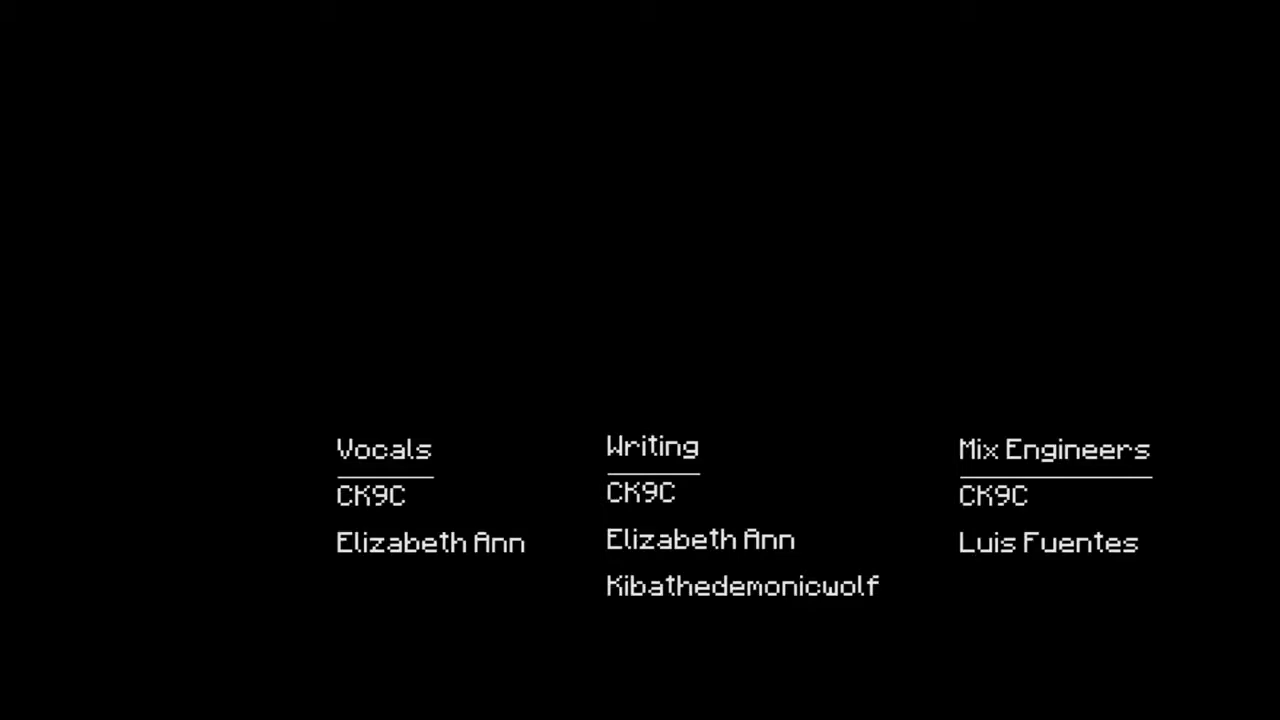 Vocals
CK9C
Elizabeth Ann
Writing
CK9C
Elizabeth Ann
Kibathedemonicwolf
Mix Engineers
CK9C
Luis Fuentes